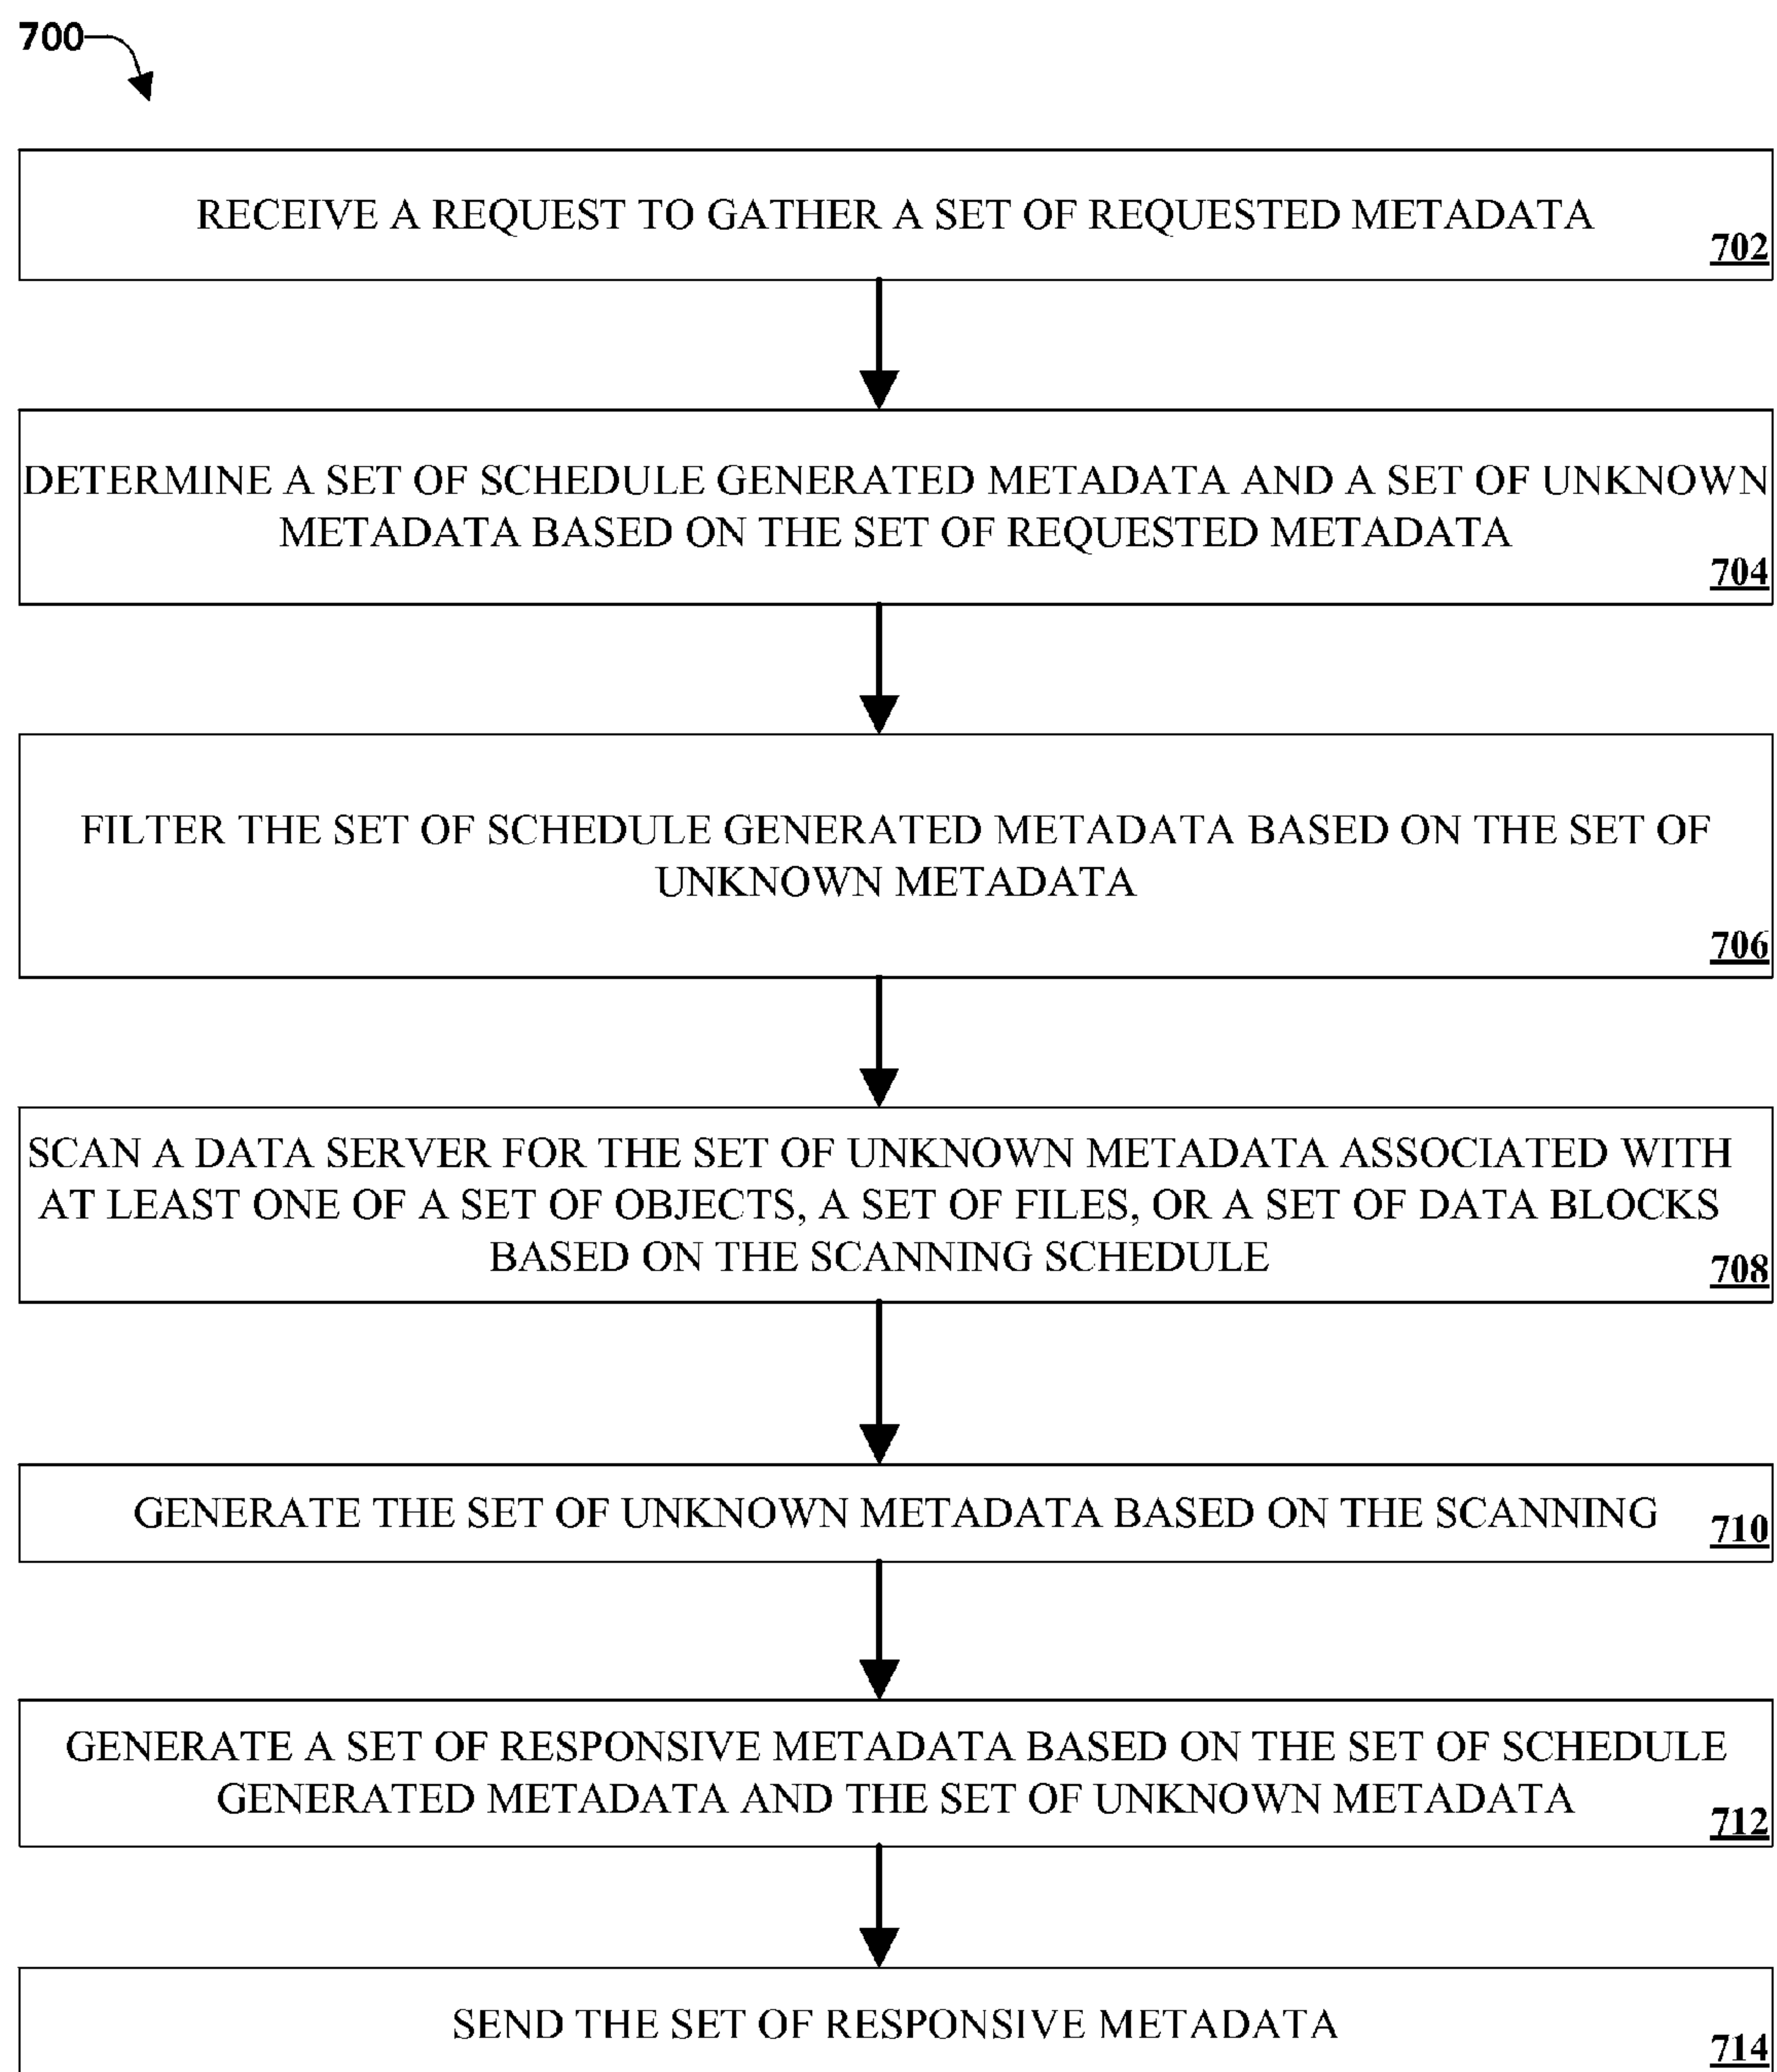 700
RECEIVE A REQUEST TO GATHER A SET OF REQUESTED METADATA
702
DETERMINE A SET OF SCHEDULE GENERATED METADATA AND A SET OF UNKNOWN
METADATA BASED ON THE SET OF REQUESTED METADATA
704
FILTER THE SET OF SCHEDULE GENERATED METADATA BASED ON THE SET OF
UNKNOWN METADATA
706
SCAN A DATA SERVER FOR THE SET OF UNKNOWN METADATA ASSOCIATED WITH
AT LEAST ONE OF A SET OF OBJECTS, A SET OF FILES, OR A SET OF DATA BLOCKS
BASED ON THE SCANNING SCHEDULE
708
GENERATE THE SET OF UNKNOWN METADATA BASED ON THE SCANNING
710
GENERATE A SET OF RESPONSIVE METADATA BASED ON THE SET OF SCHEDULE
GENERATED METADATA AND THE SET OF UNKNOWN METADATA
712
SEND THE SET OF RESPONSIVE METADATA
714